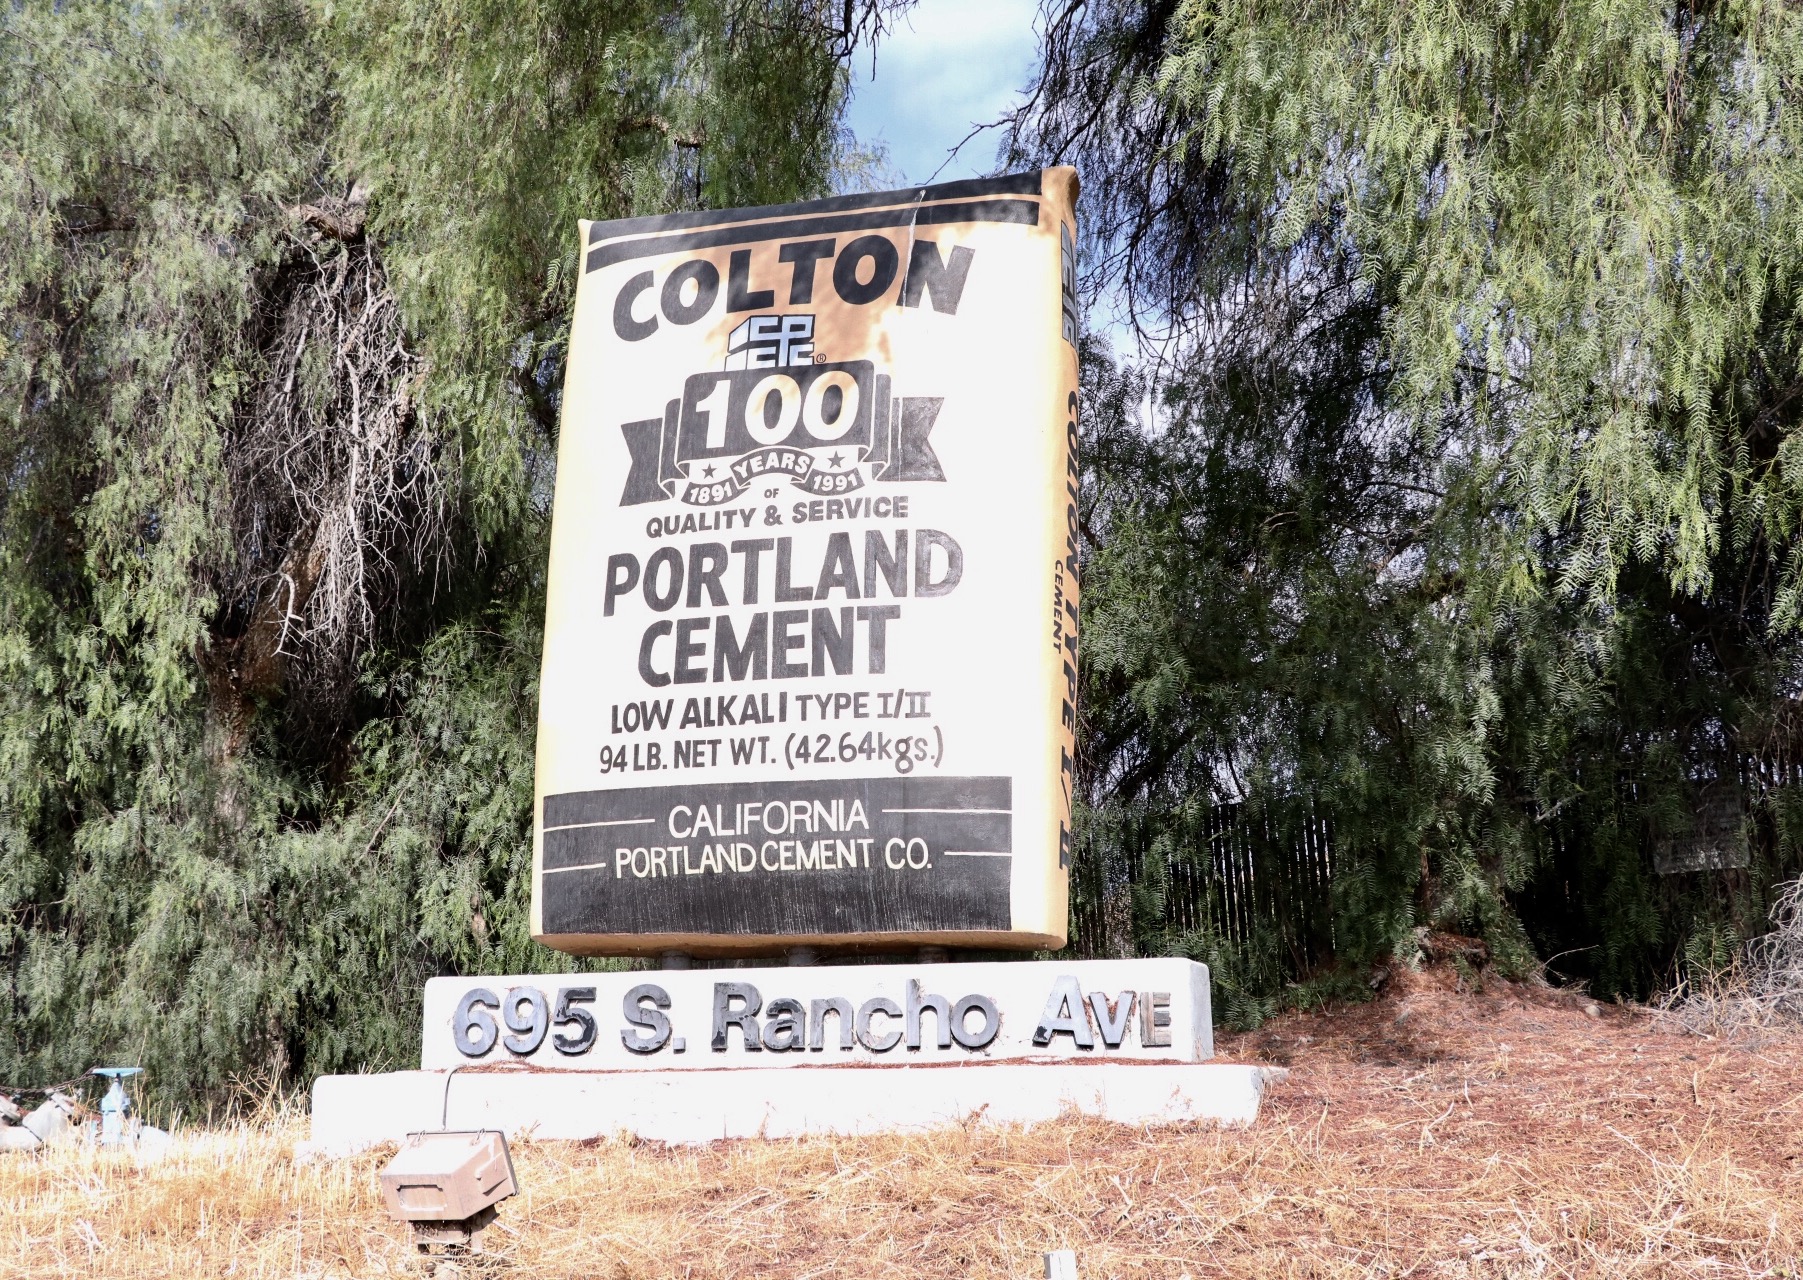 COLTON
®
100
YEARS
1891 1991
OF
QUALITY & SERVICE
PORTLAND
CEMENT
LOW ALKALI TYPE I/II
94 LB. NET WT. (42.64kgs.)
CALIFORNIA
PORTLAND CEMENT CO.
COLTON TYPE I/II
CEMENT
695 S. Rancho AvE